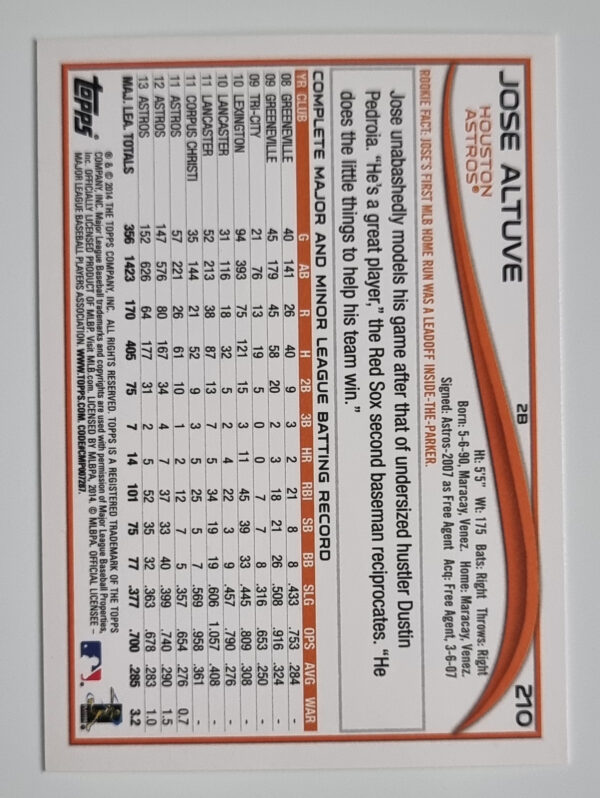 JOSE ALTUVE 2B 210
HOUSTON
ASTROS®
Ht: 5'5" Wt: 175 Bats: Right Throws: Right
Born: 5-6-90, Maracay, Venez. Home: Maracay, Venez.
Signed: Astros-2007 as Free Agent Acq: Free Agent, 3-6-07
ROOKIE FACT: JOSE'S FIRST MLB HOME RUN WAS A LEADOFF INSIDE-THE-PARKER.
Jose unabashedly models his game after that of undersized hustler Dustin
Pedroia. "He's a great player," the Red Sox second baseman reciprocates. "He
does the little things to help his team win."
COMPLETE MAJOR AND MINOR LEAGUE BATTING RECORD
YR CLUB G AB R H 2B 3B HR RBI SB BB SLG OPS AVG WAR
08 GREENEVILLE 40 141 26 40 9 3 2 21 8 8 .433 .753 .284 -
09 GREENEVILLE 45 179 45 58 20 2 3 18 21 26 .508 .916 .324 -
09 TRI-CITY 21 76 13 19 5 0 0 7 7 8 .316 .653 .250 -
10 LEXINGTON 94 393 75 121 15 3 11 45 39 33 .445 .809 .308 -
10 LANCASTER 31 116 18 32 5 2 4 22 3 9 .457 .790 .276 -
11 LANCASTER 52 213 38 87 13 7 5 34 19 19 .606 1.057 .408 -
11 CORPUS CHRISTI 35 144 21 52 9 3 5 25 5 7 .569 .958 .361 -
11 ASTROS 57 221 26 61 10 1 2 12 7 5 .357 .654 .276 0.7
12 ASTROS 147 576 80 167 34 4 7 37 33 40 .399 .740 .290 1.5
13 ASTROS 152 626 64 177 31 2 5 52 35 32 .363 .678 .283 1.0
MAJ. LEA. TOTALS 356 1423 170 405 75 7 14 101 75 77 .377 .700 .285 3.2
topps®
® & © 2014 THE TOPPS COMPANY, INC. ALL RIGHTS RESERVED. TOPPS IS A REGISTERED TRADEMARK OF THE TOPPS
COMPANY, INC. Major League Baseball trademarks and copyrights are used with permission of Major League Baseball Properties,
Inc. OFFICIALLY LICENSED PRODUCT OF MLBP. Visit MLB.com. LICENSED BY MLBPA, 2014. © MLBPA. OFFICIAL LICENSEE –
MAJOR LEAGUE BASEBALL PLAYERS ASSOCIATION. WWW.TOPPS.COM.